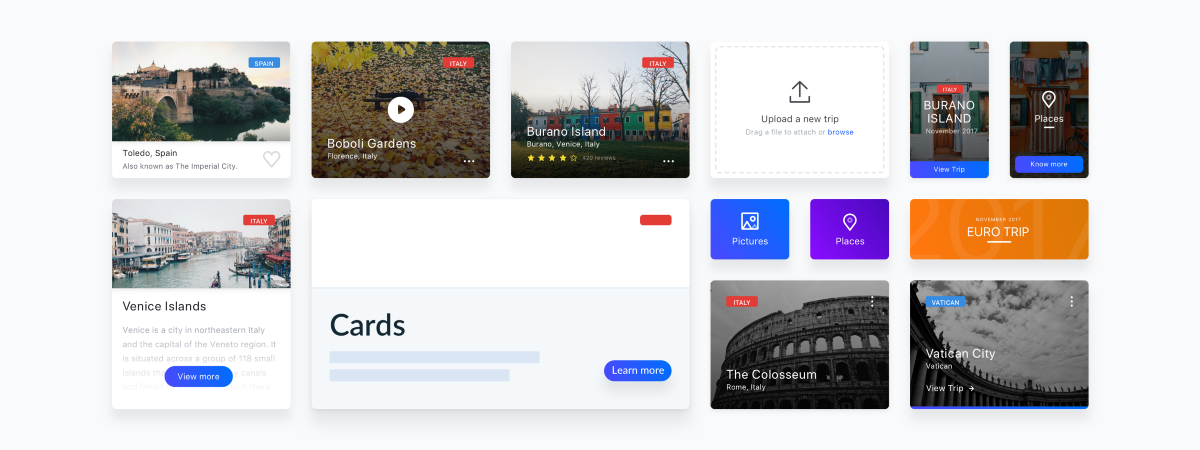 SPAIN
Toledo, Spain
Also known as The Imperial City.
ITALY
Boboli Gardens
Florence, Italy
ITALY
Burano Island
Burano, Venice, Italy
420 reviews
Upload a new trip
Drag a file to attach or browse
ITALY
BURANO
ISLAND
November 2017
View Trip
Places
Know more
ITALY
Venice Islands
Venice is a city in northeastern Italy
and the capital of the Veneto region. It
is situated across a group of 118 small
islands canals
View more
Cards
Learn more
Pictures
Places
2017
NOVEMBER 2017
EURO TRIP
ITALY
The Colosseum
Rome, Italy
VATICAN
Vatican City
Vatican
View Trip →